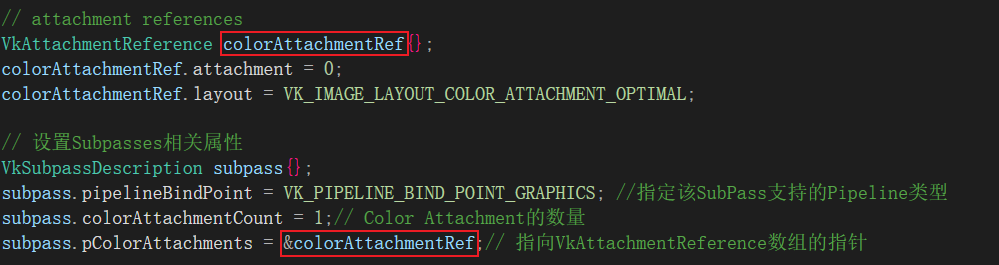 // attachment references
VkAttachmentReference colorAttachmentRef{};
colorAttachmentRef.attachment = 0;
colorAttachmentRef.layout = VK_IMAGE_LAYOUT_COLOR_ATTACHMENT_OPTIMAL;
// 设置Subpasses相关属性
VkSubpassDescription subpass{};
subpass.pipelineBindPoint = VK_PIPELINE_BIND_POINT_GRAPHICS; //指定该SubPass支持的Pipeline类型
subpass.colorAttachmentCount = 1;// Color Attachment的数量
subpass.pColorAttachments = &colorAttachmentRef;// 指向VkAttachmentReference数组的指针